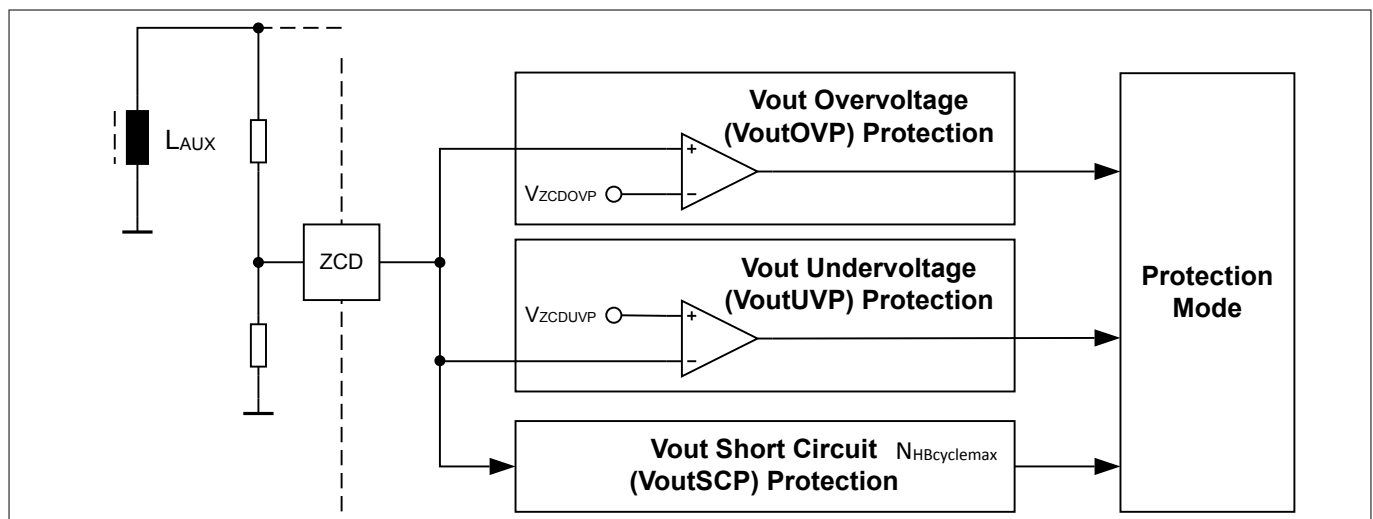 Vout Overvoltage
(VoutOVP) Protection
LAUX
+
VZCDOVP
−
ZCD
Vout Undervoltage
(VoutUVP) Protection
VZCDUVP
+
−
Protection
Mode
Vout Short Circuit NHBcyclemax
(VoutSCP) Protection